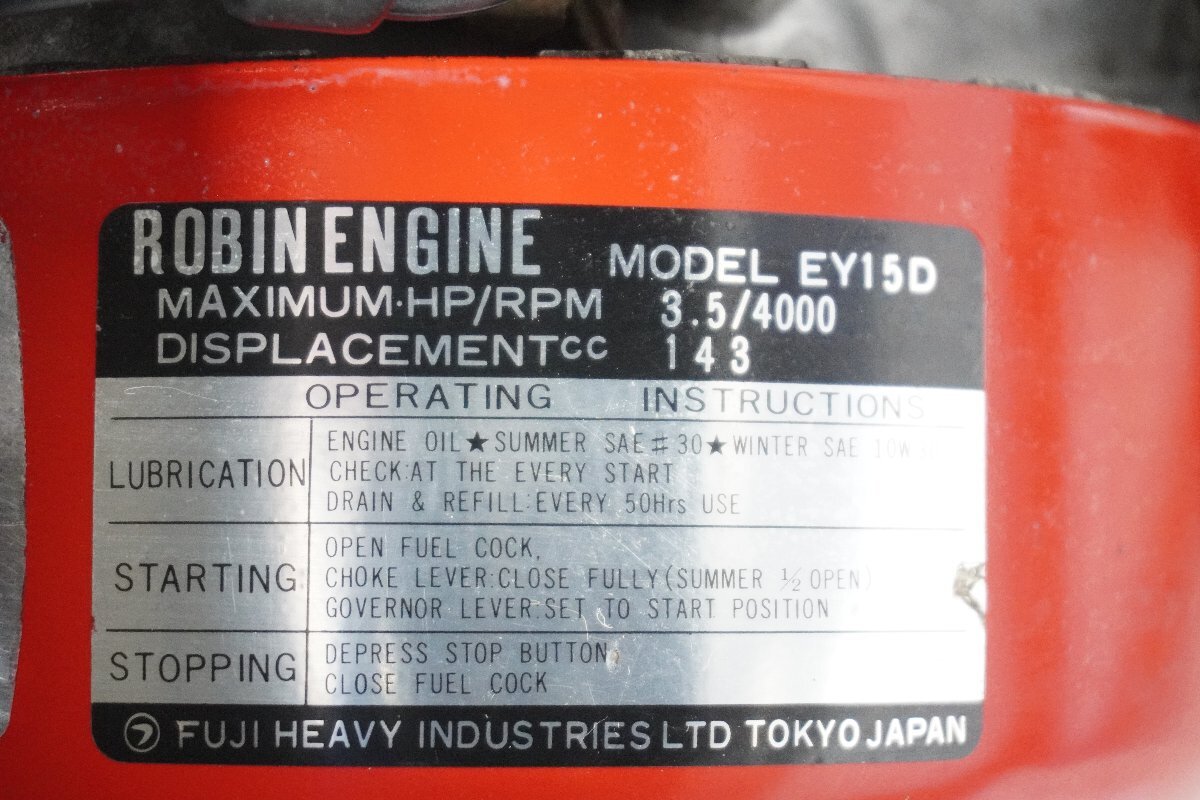 ROBIN ENGINE MODEL EY15D
MAXIMUM·HP/RPM 3.5/4000
DISPLACEMENTcc 143
OPERATING INSTRUCTIONS
LUBRICATION
ENGINE OIL★SUMMER SAE#30★WINTER SAE 10W
CHECK:AT THE EVERY START
DRAIN & REFILL:EVERY 50Hrs USE
STARTING
OPEN FUEL COCK,
CHOKE LEVER:CLOSE FULLY(SUMMER ½ OPEN)
GOVERNOR LEVER:SET TO START POSITION
STOPPING
DEPRESS STOP BUTTON
CLOSE FUEL COCK
FUJI HEAVY INDUSTRIES LTD TOKYO JAPAN